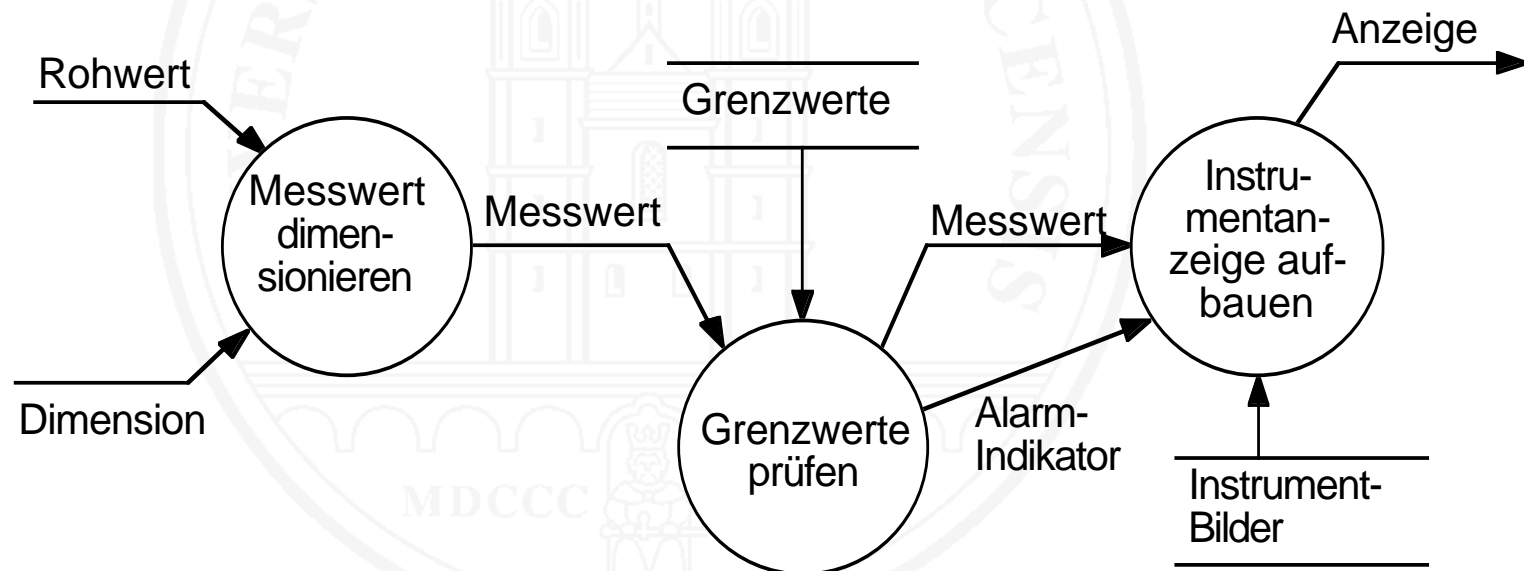 Anzeige
Rohwert
Grenzwerte
Messwert
dimen-
sionieren
Messwert
Messwert
Instru-
mentan-
zeige auf-
bauen
Dimension
Grenzwerte
prüfen
Alarm-
Indikator
Instrument-
Bilder
MDCCC